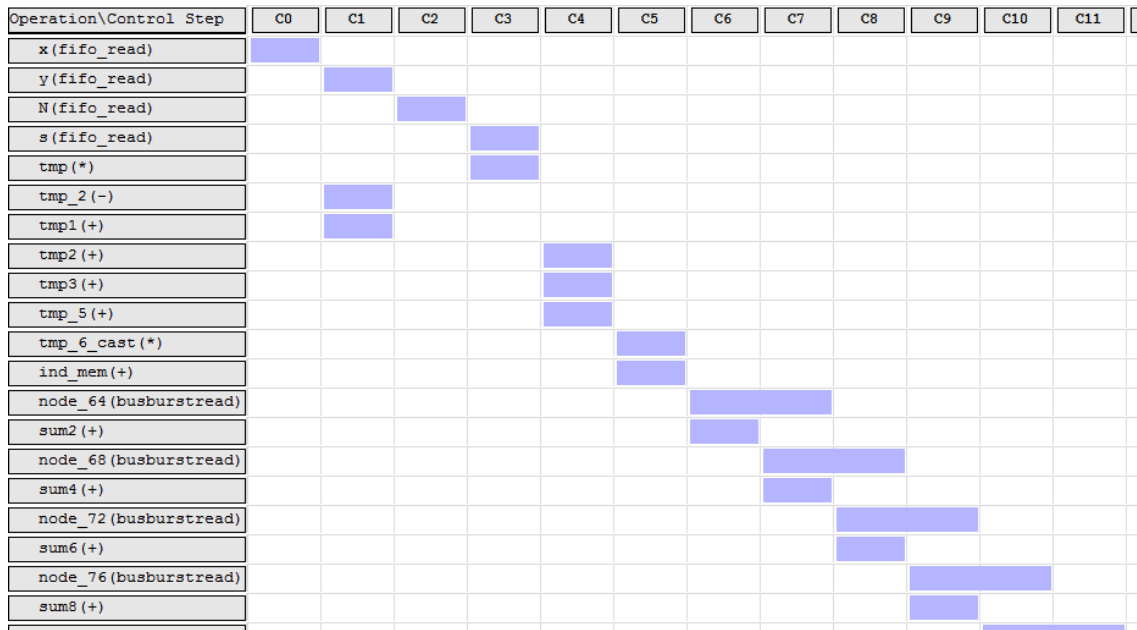 Operation\Control Step C0 C1 C2 C3 C4 C5 C6 C7 C8 C9 C10 C11
x(fifo_read)
y(fifo_read)
N(fifo_read)
s(fifo_read)
tmp(*)
tmp_2(-)
tmp1(+)
tmp2(+)
tmp3(+)
tmp_5(+)
tmp_6_cast(*)
ind_mem(+)
node_64(busburstread)
sum2(+)
node_68(busburstread)
sum4(+)
node_72(busburstread)
sum6(+)
node_76(busburstread)
sum8(+)